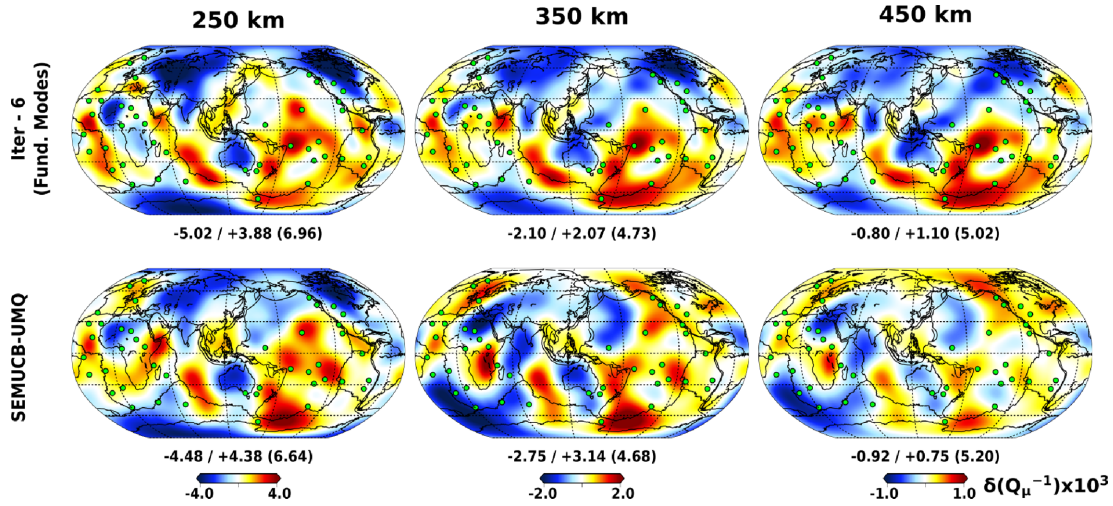 250 km
350 km
450 km
Iter - 6
(Fund. Modes)
-5.02 / +3.88 (6.96)
-2.10 / +2.07 (4.73)
-0.80 / +1.10 (5.02)
SEMUCB-UMQ
-4.48 / +4.38 (6.64)
-2.75 / +3.14 (4.68)
-0.92 / +0.75 (5.20)
-4.0 4.0
-2.0 2.0
-1.0 1.0
δ(Qμ⁻¹)x10³